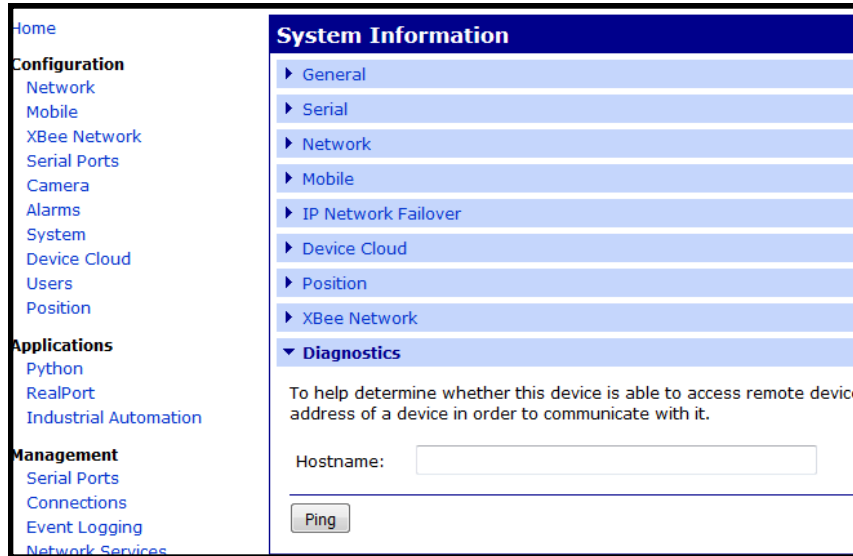 Home
Configuration
Network
Mobile
XBee Network
Serial Ports
Camera
Alarms
System
Device Cloud
Users
Position
Applications
Python
RealPort
Industrial Automation
Management
Serial Ports
Connections
Event Logging
Network Services
System Information
General
Serial
Network
Mobile
IP Network Failover
Device Cloud
Position
XBee Network
Diagnostics
To help determine whether this device is able to access remote
address of a device in order to communicate with it.
Hostname:
Ping